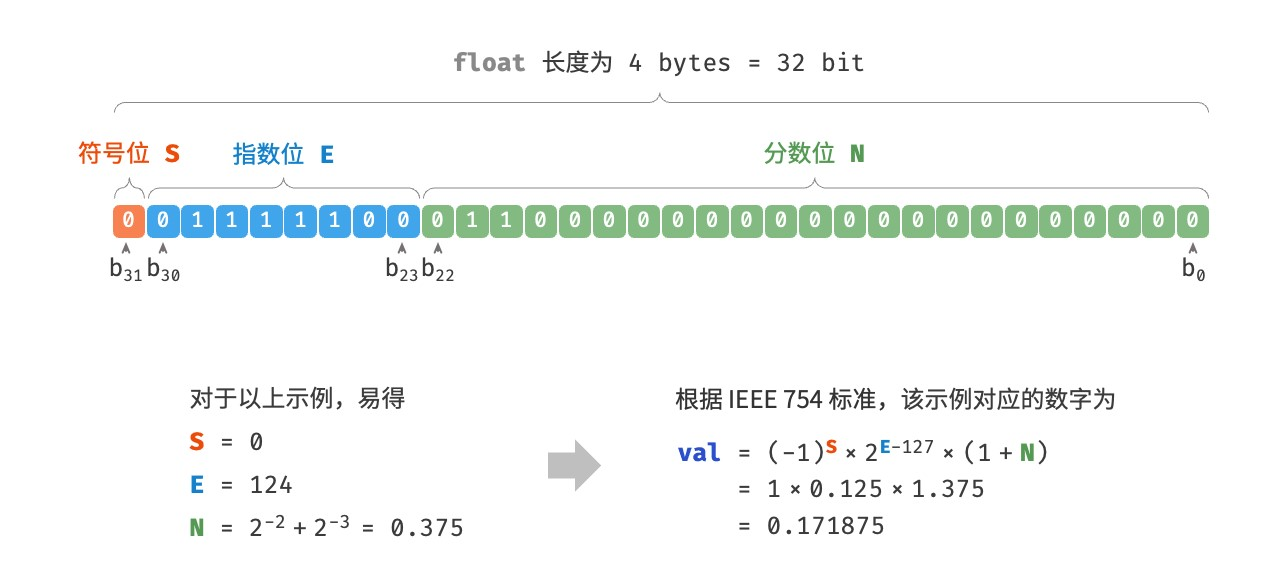 float 长度为 4 bytes = 32 bit
符号位 S 指数位 E 分数位 N
0 0 1 1 1 1 1 0 0 0 1 1 0 0 0 0 0 0 0 0 0 0 0 0 0 0 0 0 0 0 0 0
b₃₁ b₃₀ b₂₃ b₂₂ b₀
对于以上示例，易得
S = 0
E = 124
N = 2⁻² + 2⁻³ = 0.375
根据 IEEE 754 标准，该示例对应的数字为
val = (−1)ˢ × 2ᴱ⁻¹²⁷ × (1 + N)
= 1 × 0.125 × 1.375
= 0.171875